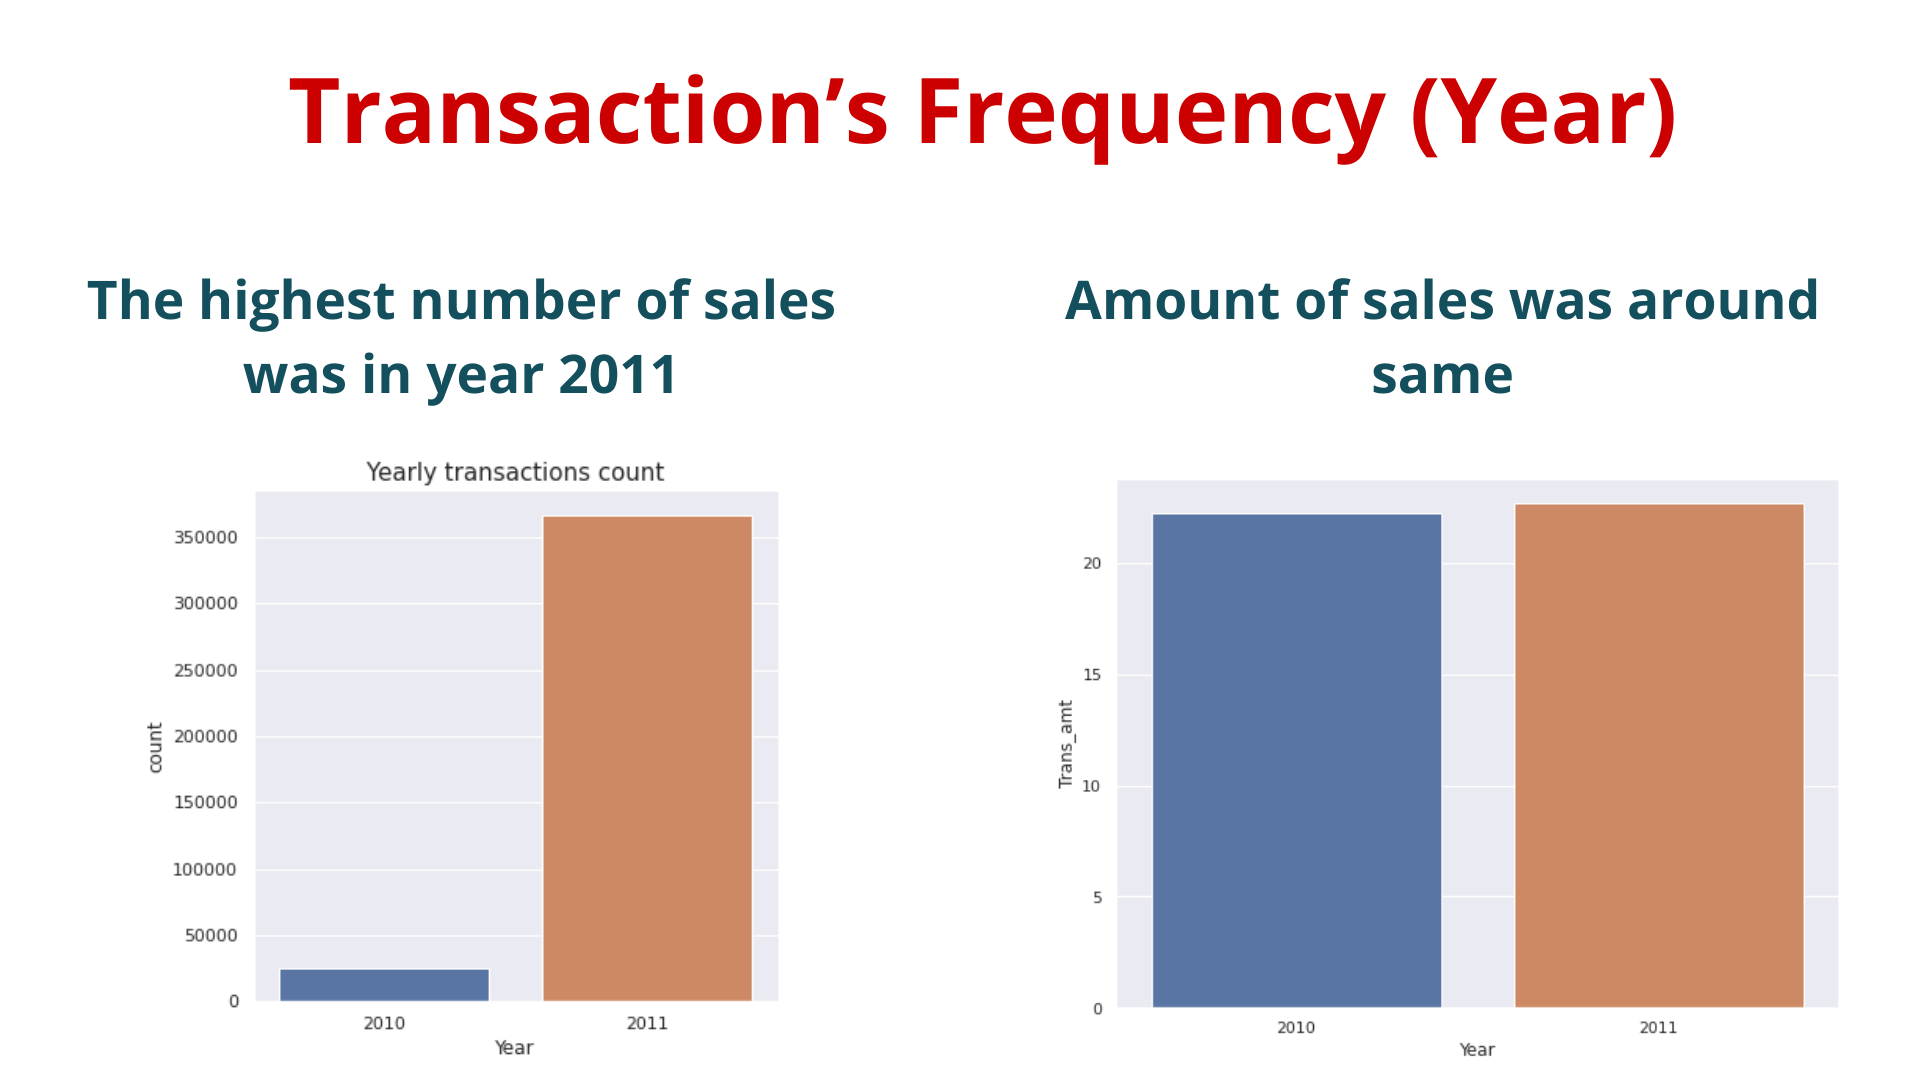 Transaction’s Frequency (Year)
The highest number of sales
was in year 2011
Amount of sales was around
same
Yearly transactions count
350000
300000
250000
200000
150000
100000
50000
0
count
2010
2011
Year
20
15
10
5
0
Trans_amt
2010
2011
Year